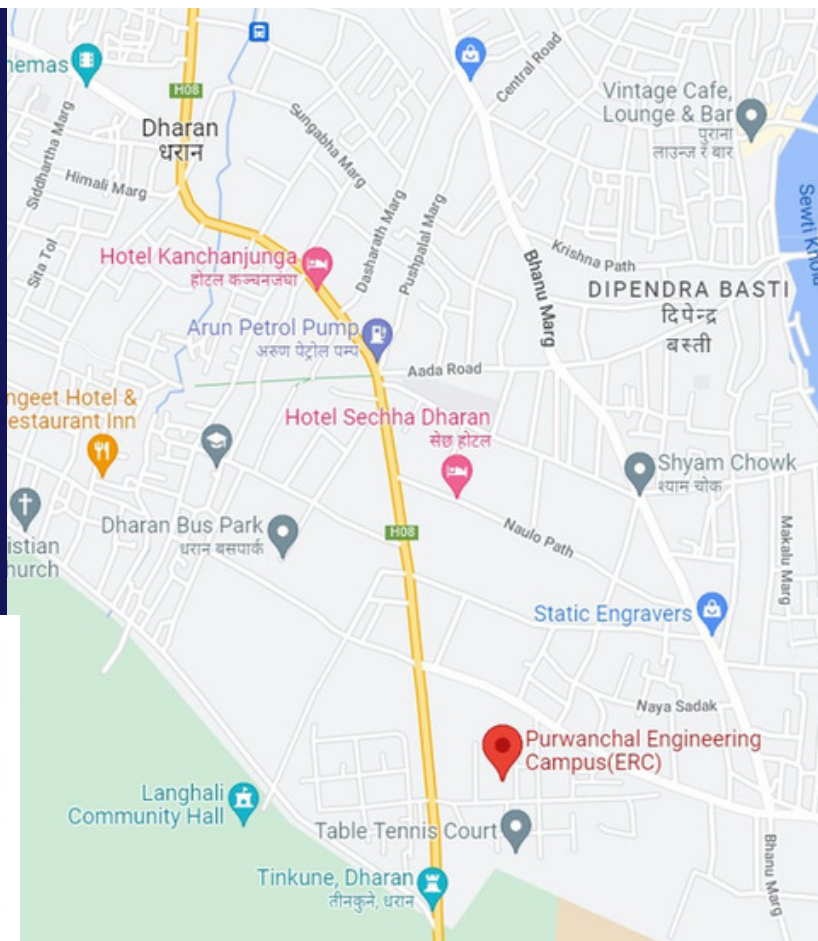 nemas
H08
Dharan
धरान
Central Road
Vintage Cafe,
Lounge & Bar
पुराना
लाउन्ज र बार
Siddhartha Marg
Sungabha Marg
Himali Marg
Sita Tol
Dasharath Marg
Pushpalal Marg
Sewti Khola
Hotel Kanchanjunga
होटल कञ्चनजंघा
Bhanu Marg
Krishna Path
DIPENDRA BASTI
दिपेन्द्र
बस्ती
Arun Petrol Pump
अरुण पेट्रोल पम्प
Aada Road
ngeet Hotel &
estaurant Inn
Hotel Sechha Dharan
सेछ होटल
Shyam Chowk
श्याम चोक
istian
hurch
Dharan Bus Park
धरान बसपार्क
H08
Naulo Path
Makalu Marg
Static Engravers
Naya Sadak
Purwanchal Engineering
Campus(ERC)
Langhali
Community Hall
Table Tennis Court
Bhanu Marg
Tinkune, Dharan
तीनकुने, धरान